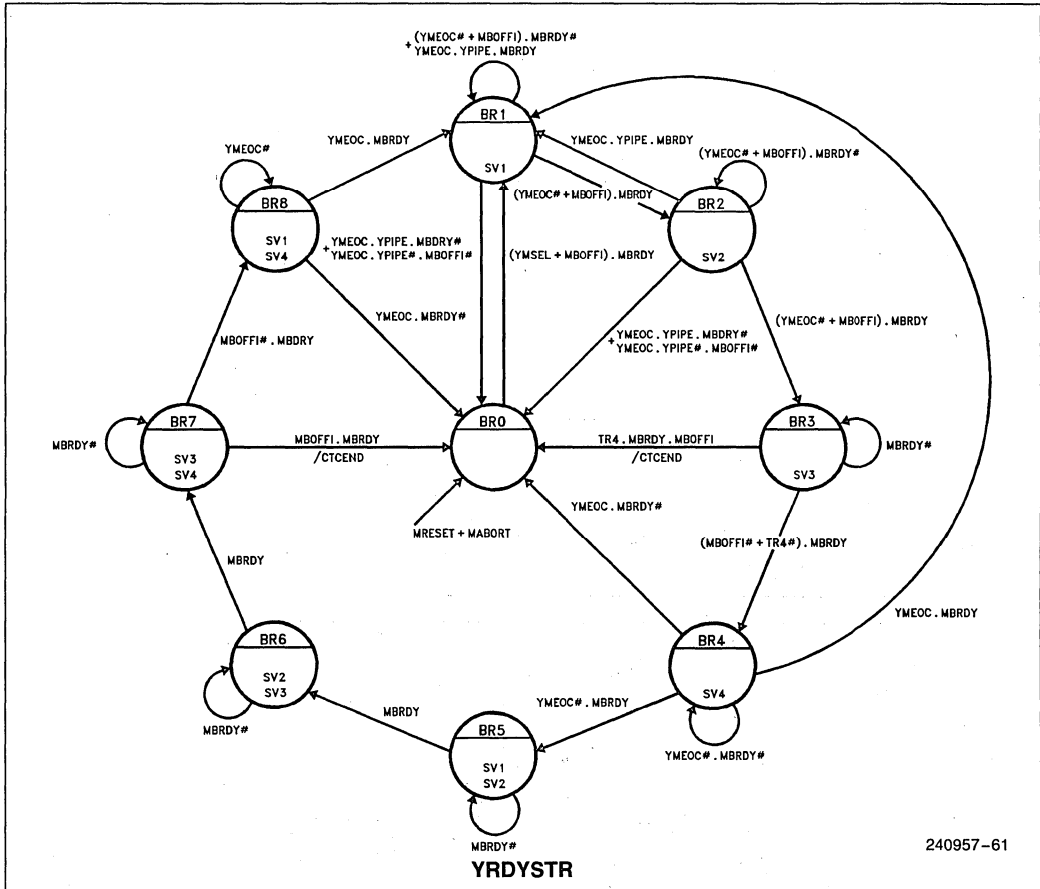 (YMEOC# + MBOFFI).MBRDY#
+ YMEOC.YPIPE.MBRDY
BR1
SV1
YMEOC.MBRDY
YMEOC.YPIPE.MBRDY
(YMEOC# + MBOFFI).MBRDY#
YMEOC#
(YMEOC# + MBOFFI).MBRDY
BR8
SV1
SV4
BR2
SV2
+ YMEOC.YPIPE.MBDRY#
YMEOC.YPIPE#.MBOFFI#
(YMSEL + MBOFFI).MBRDY
YMEOC.MBRDY#
(YMEOC# + MBOFFI).MBRDY
MBOFFI#.MBDRY
+ YMEOC.YPIPE.MBDRY#
YMEOC.YPIPE#.MBOFFI#
BR7
SV3
SV4
MBRDY#
MBOFFI.MBRDY
/CTCEND
BR0
TR4.MBRDY.MBOFFI
/CTCEND
BR3
SV3
MBRDY#
YMEOC.MBRDY#
MRESET + MABORT
(MBOFFI# + TR4#).MBRDY
MBRDY
YMEOC.MBRDY
BR6
SV2
SV3
MBRDY#
BR4
SV4
MBRDY
YMEOC#.MBRDY
YMEOC#.MBRDY#
BR5
SV1
SV2
MBRDY#
240957-61
YRDYSTR